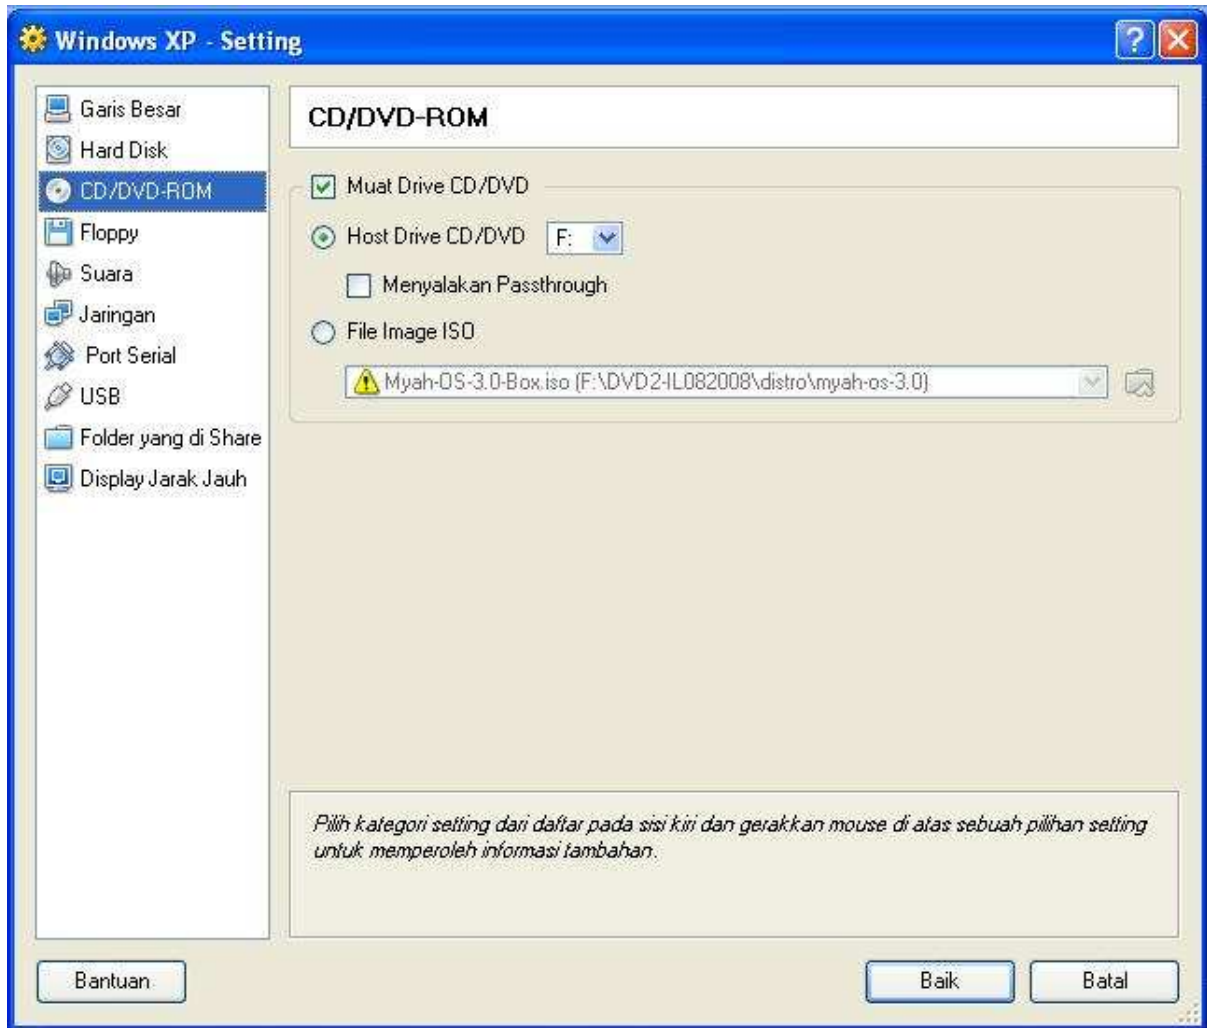 Windows XP - Setting
Garis Besar
Hard Disk
CD/DVD-ROM
Floppy
Suara
Jaringan
Port Serial
USB
Folder yang di Share
Display Jarak Jauh
CD/DVD-ROM
Muat Drive CD/DVD
Host Drive CD/DVD F:
Menyalakan Passthrough
File Image ISO
Myah-OS-3.0-Box.iso (F:\DVD2-IL082008\distro\myah-os-3.0)
Pilih kategori setting dari daftar pada sisi kiri dan gerakkan mouse di atas sebuah pilihan setting
untuk memperoleh informasi tambahan.
Bantuan Baik Batal